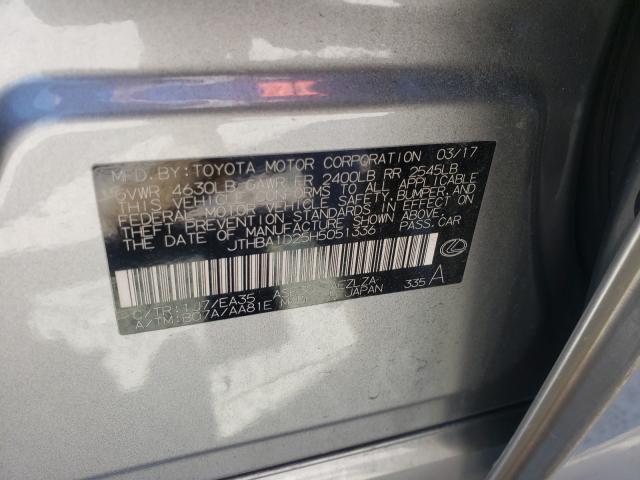 MFD.BY:TOYOTA MOTOR CORPORATION 03/17
GVWR 4630LB GAWR FR 2400LB RR 2545LB
THIS VEHICLE CONFORMS TO ALL APPLICABLE
FEDERAL MOTOR VEHICLE SAFETY, BUMPER, AND
THEFT PREVENTION STANDARDS IN EFFECT ON
THE DATE OF MANUFACTURE SHOWN ABOVE.
JTHBA1D25H5051336 PASS.CAR
C/TR:1J7/EA35
A/TM:B07A/AA81E MADE IN JAPAN 335 A